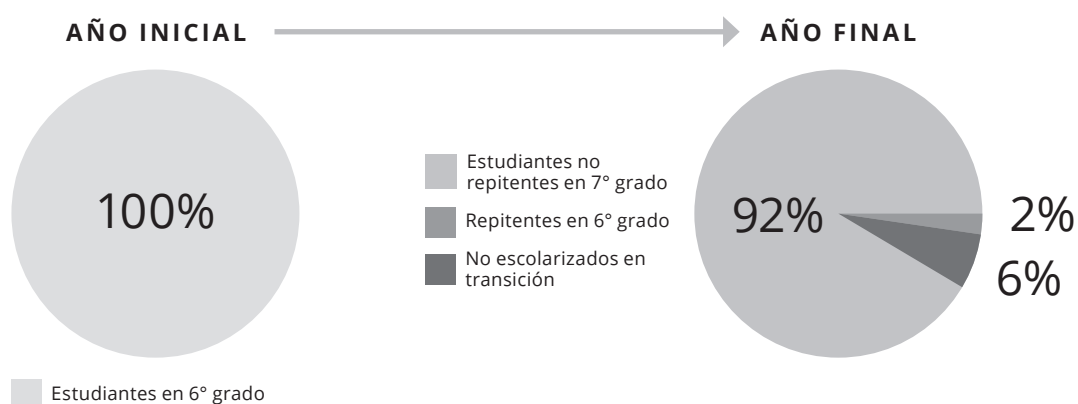 AÑO INICIAL
AÑO FINAL
100%
Estudiantes en 6° grado
Estudiantes no
repitentes en 7° grado
Repitentes en 6° grado
No escolarizados en
transición
92%
2%
6%